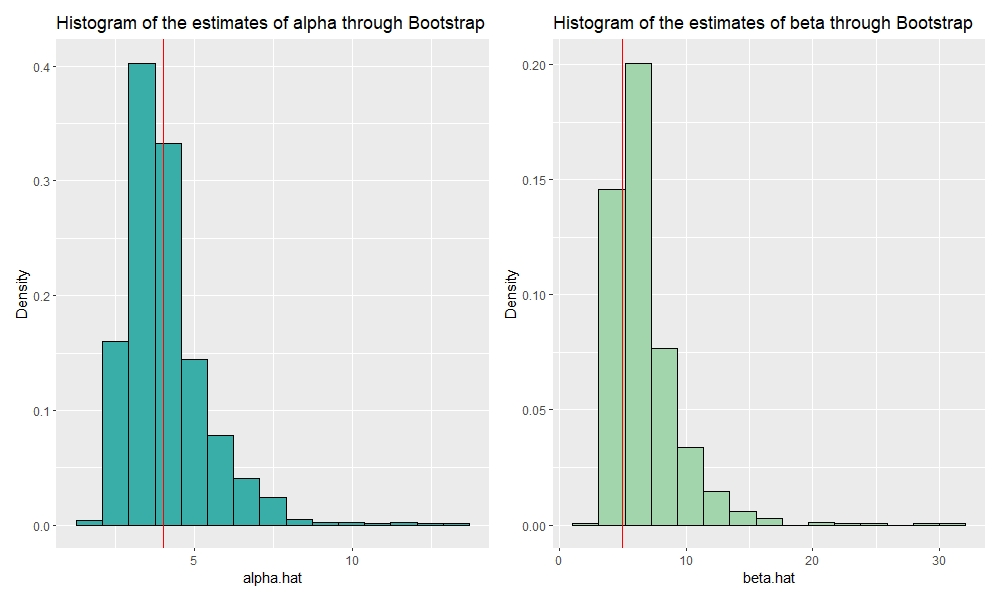 Histogram of the estimates of alpha through Bootstrap
Density
0.4
0.3
0.2
0.1
0.0
5
10
alpha.hat
Histogram of the estimates of beta through Bootstrap
Density
0.20
0.15
0.10
0.05
0.00
0
10
20
30
beta.hat